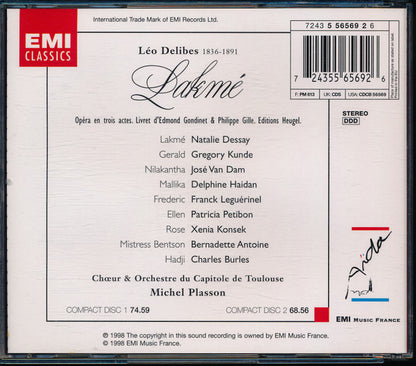 International Trade Mark of EMI Records Ltd.
EMI
CLASSICS
7243 5 56569 2 6
7 24355 65692 6
F: PM 613 UK: CDS USA: CDCB 56569
Léo Delibes 1836-1891
Lakmé
Opéra en trois actes. Livret d'Edmond Gondinet & Philippe Gille. Editions Heugel.
STEREO
DDD
Lakmé Natalie Dessay
Gerald Gregory Kunde
Nilakantha José Van Dam
Mallika Delphine Haidan
Frederic Franck Leguérinel
Ellen Patricia Petibon
Rose Xenia Konsek
Mistress Bentson Bernadette Antoine
Hadji Charles Burles
Chœur & Orchestre du Capitole de Toulouse
Michel Plasson
COMPACT DISC 1 74.59 COMPACT DISC 2 68.56
Aïda
EMI MUSIC FRANCE
℗ 1998 The copyright in this sound recording is owned by EMI Music France.
© 1998 EMI Music France.